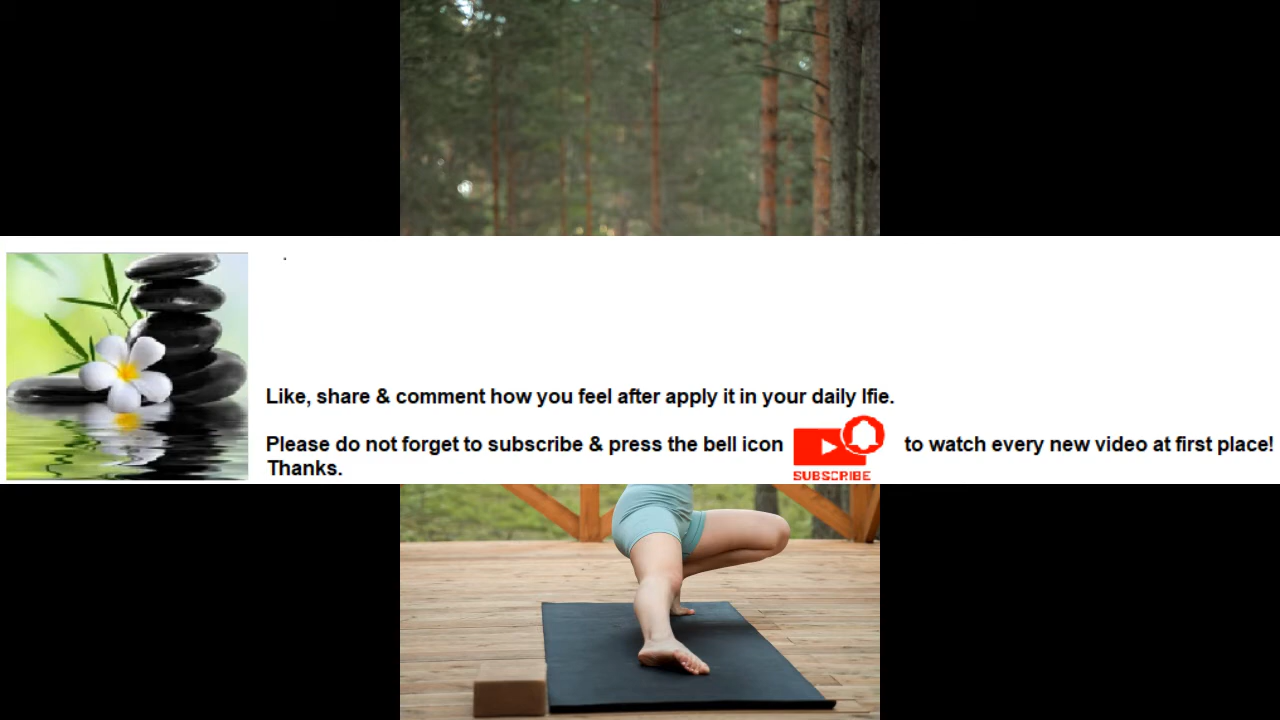 .
Like, share & comment how you feel after apply it in your daily lfie.
Please do not forget to subscribe & press the bell icon SUBSCRIBE to watch every new video at first place!
Thanks.